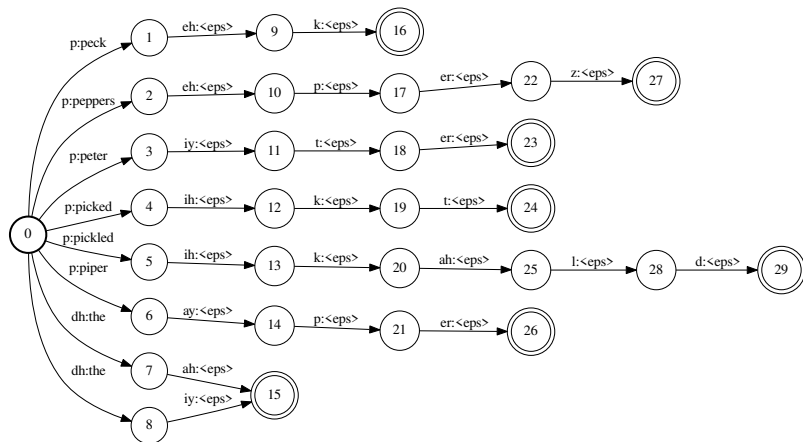 p:peck 1 eh:<eps> 9 k:<eps> 16
p:peppers 2 eh:<eps> 10 p:<eps> 17 er:<eps> 22 z:<eps> 27
p:peter 3 iy:<eps> 11 t:<eps> 18 er:<eps> 23
p:picked 4 ih:<eps> 12 k:<eps> 19 t:<eps> 24
0
p:pickled 5 ih:<eps> 13 k:<eps> 20 ah:<eps> 25 l:<eps> 28 d:<eps> 29
p:piper 6 ay:<eps> 14 p:<eps> 21 er:<eps> 26
dh:the 7 ah:<eps> 15
dh:the 8 iy:<eps>